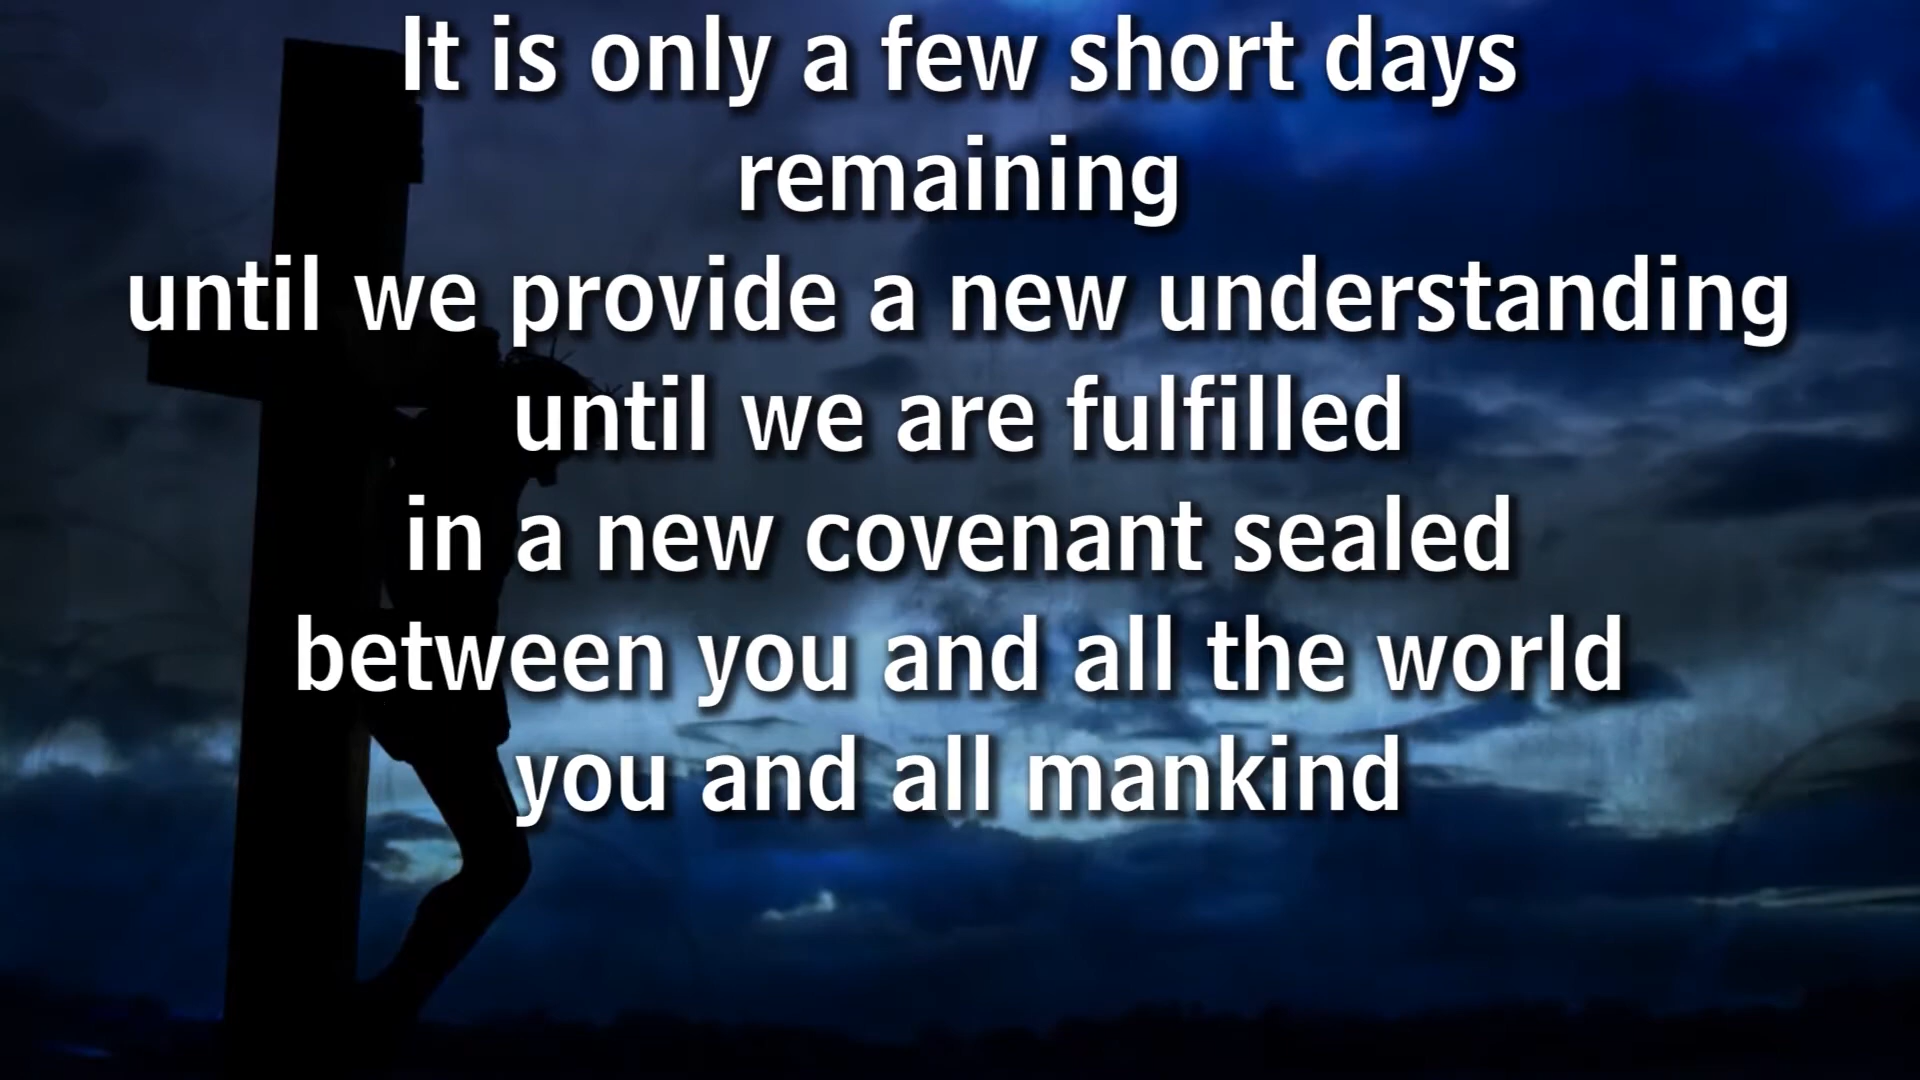 It is only a few short days
remaining
until we provide a new understanding
until we are fulfilled
in a new covenant sealed
between you and all the world
you and all mankind